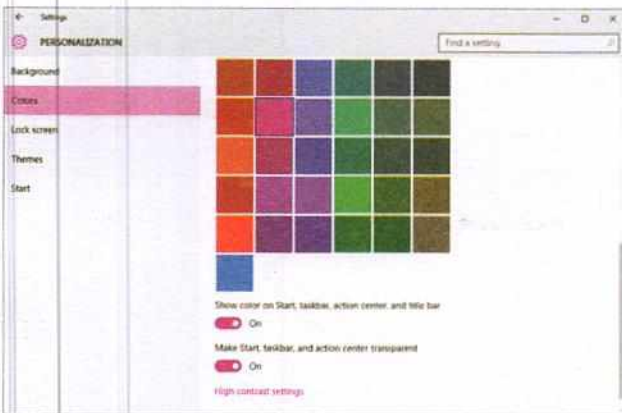 Settings
PERSONALIZATION
Find a setting
Background
Colors
Lock screen
Themes
Start
Show color on Start, taskbar, action center, and title bar
On
Make Start, taskbar, and action center transparent
On
High contrast settings